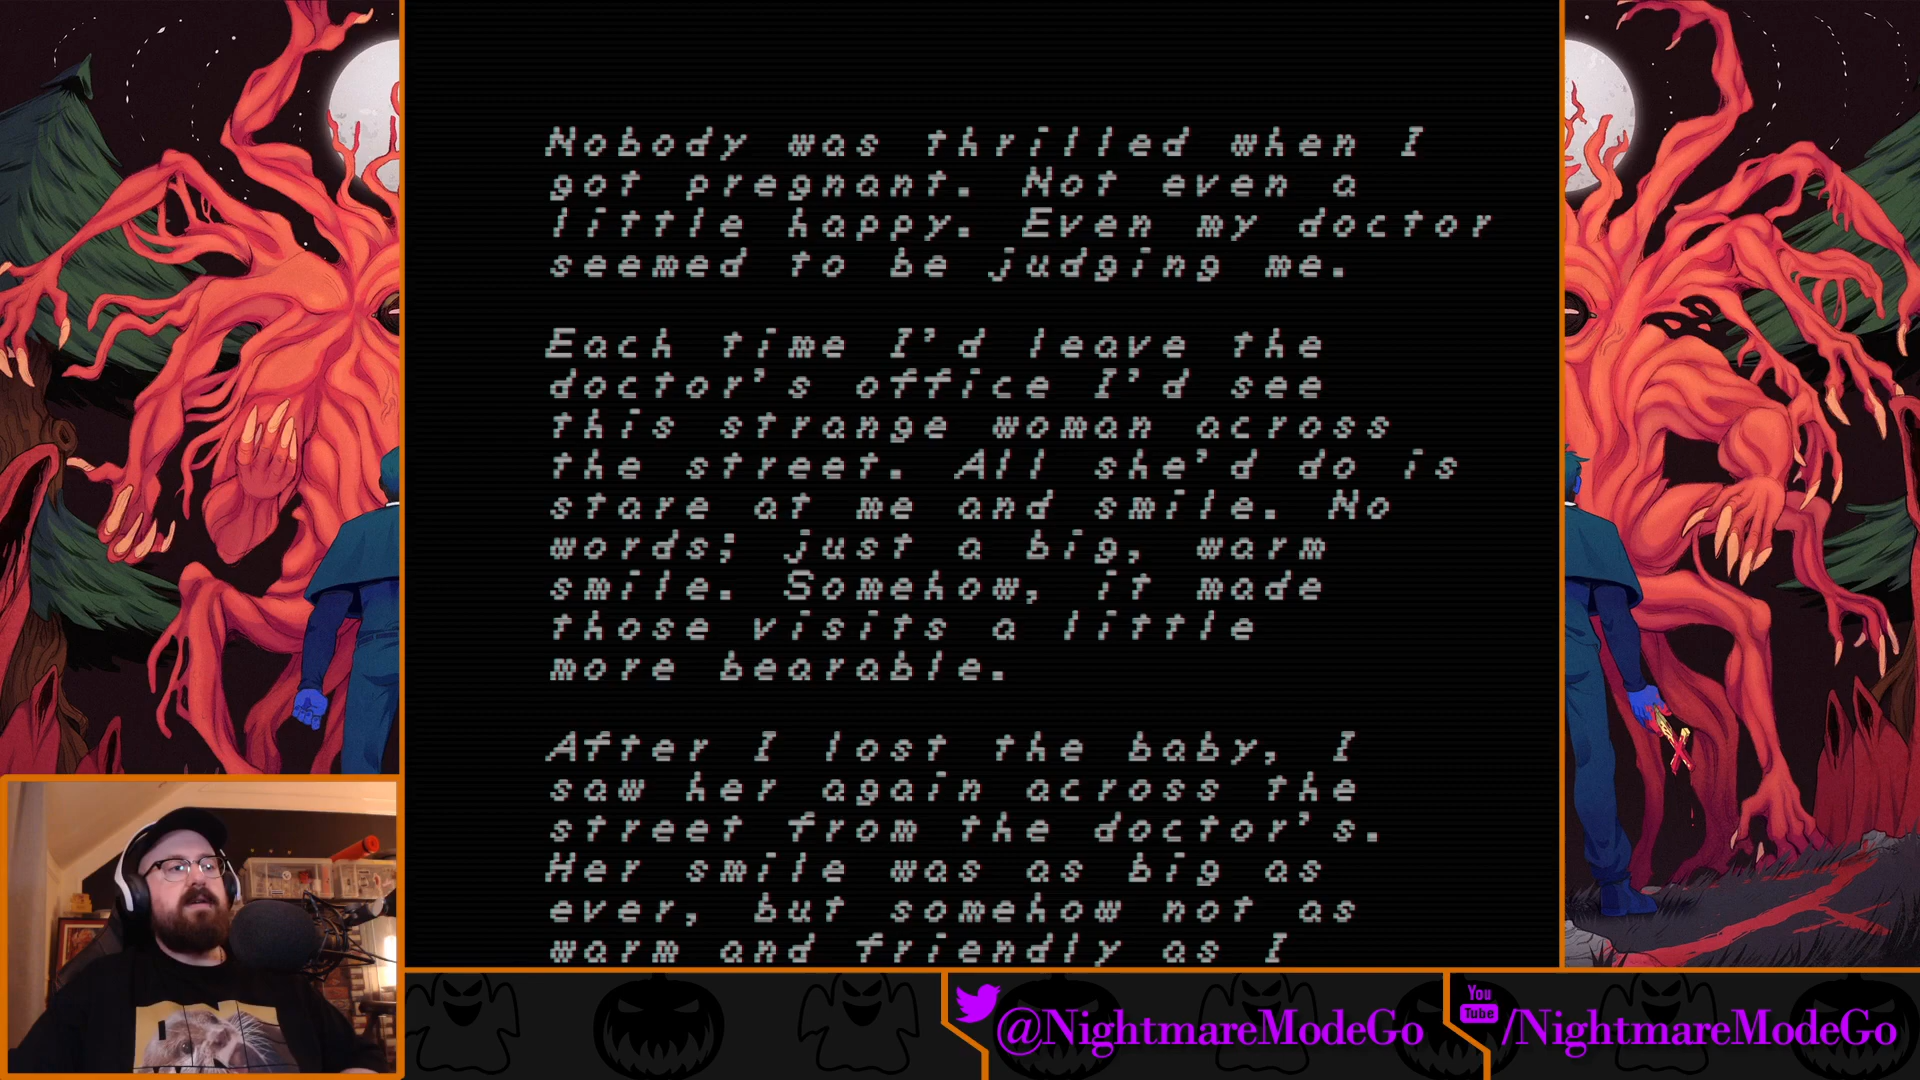 Nobody was thrilled when I
got pregnant. Not even a
little happy. Even my doctor
seemed to be judging me.
Each time I'd leave the
doctor's office I'd see
this strange woman across
the street. All she'd do is
stare at me and smile. No
words; just a big, warm
smile. Somehow, it made
those visits a little
more bearable.
After I lost the baby, I
saw her again across the
street from the doctor's.
Her smile was as big as
ever, but somehow not as
warm and friendly as I
@NightmareModeGo
You
Tube
/NightmareModeGo